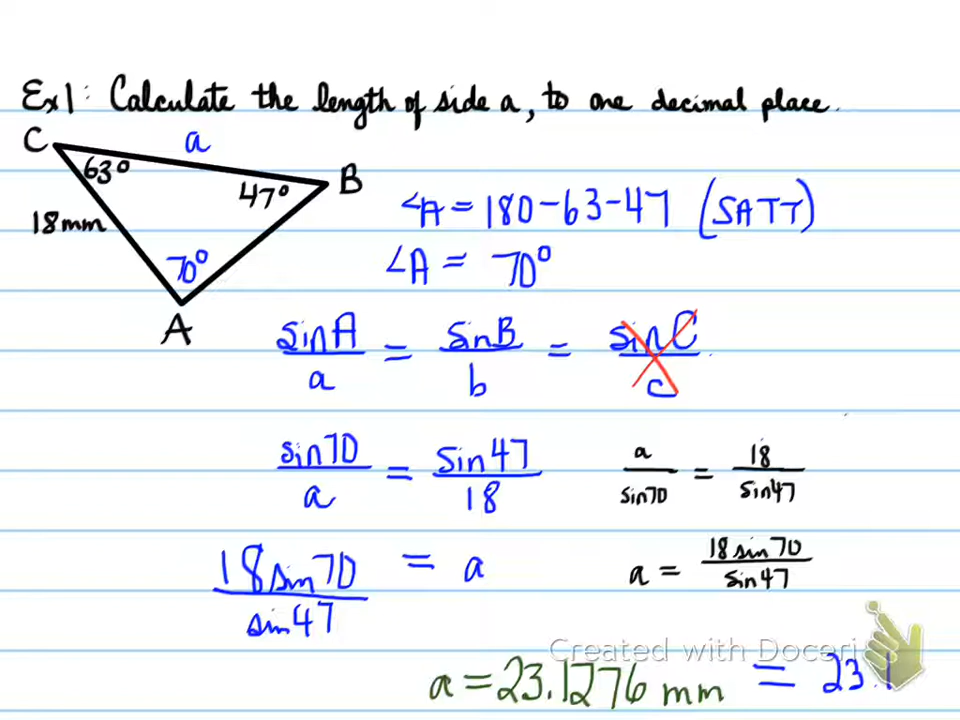 Ex1: Calculate the length of side a, to one decimal place.
C
a
63°
47°
B
18mm
70°
A
∠A = 180-63-47 (SATT)
∠A = 70°
sinA/a = sinB/b = sinC/c
sin70/a = sin47/18
a/sin70 = 18/sin47
18sin70/sin47 = a
a = 18sin70/sin47
Created with Doceri
a = 23.1276 mm = 23.1